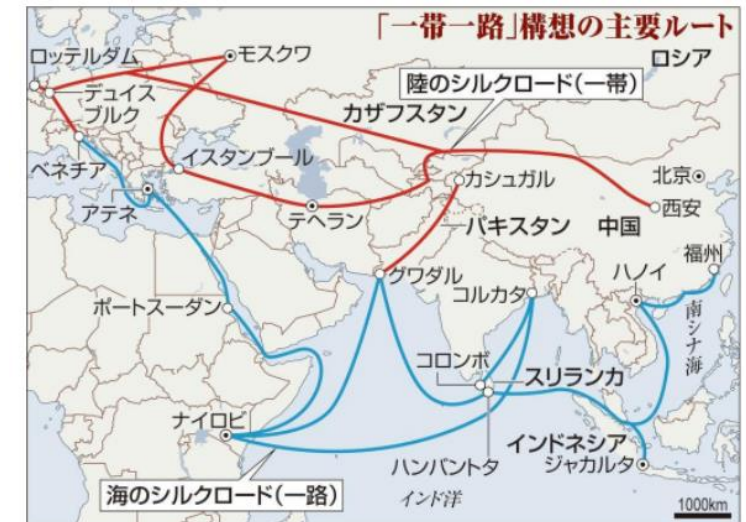 「一帯一路」構想の主要ルート
ロッテルダム
モスクワ
ロシア
デュイス
ブルク
陸のシルクロード(一帯)
カザフスタン
ベネチア
イスタンブール
カシュガル
北京
アテネ
テヘラン
パキスタン
中国
西安
グワダル
福州
ハノイ
ポートスーダン
コルカタ
南シナ海
コロンボ
スリランカ
ナイロビ
インドネシア
ハンバントタ
ジャカルタ
海のシルクロード(一路)
インド洋
1000km